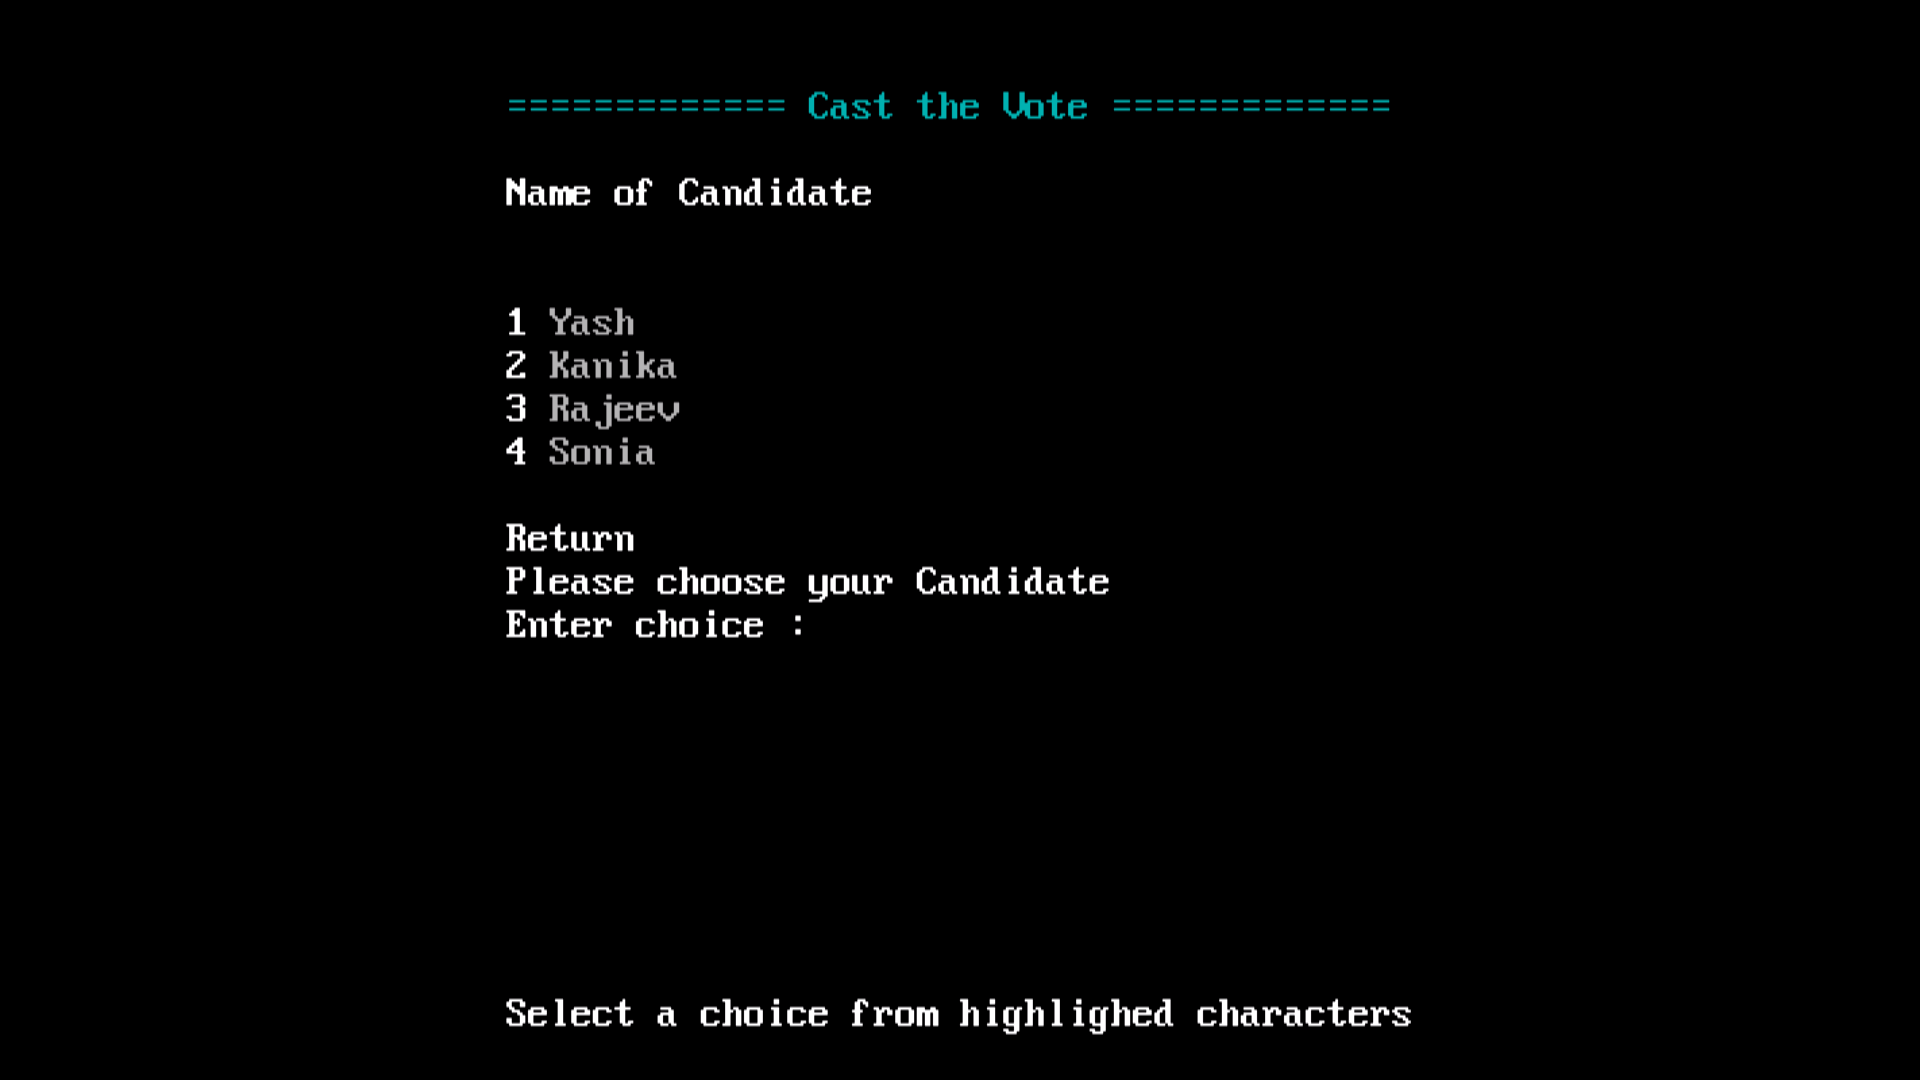 ============= Cast the Vote =============
Name of Candidate
1 Yash
2 Kanika
3 Rajeev
4 Sonia
Return
Please choose your Candidate
Enter choice :
Select a choice from highlighed characters